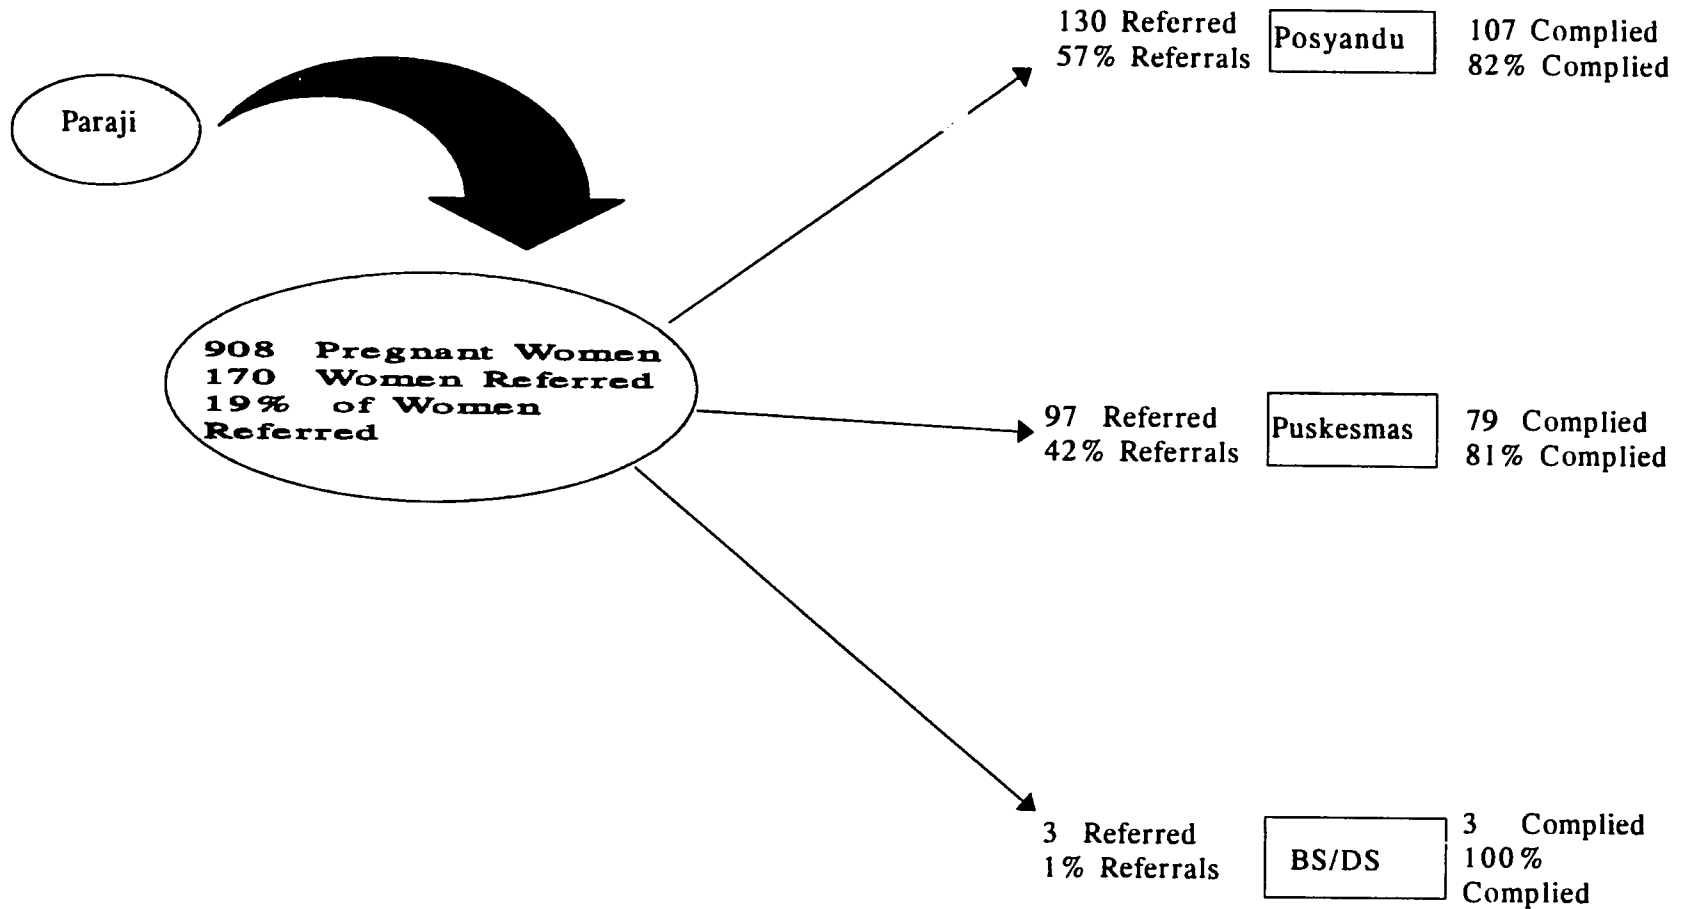 Paraji
908 Pregnant Women
170 Women Referred
19% of Women
Referred
130 Referred
57% Referrals
Posyandu
107 Complied
82% Complied
97 Referred
42% Referrals
Puskesmas
79 Complied
81% Complied
3 Referred
1% Referrals
BS/DS
3 Complied
100%
Complied